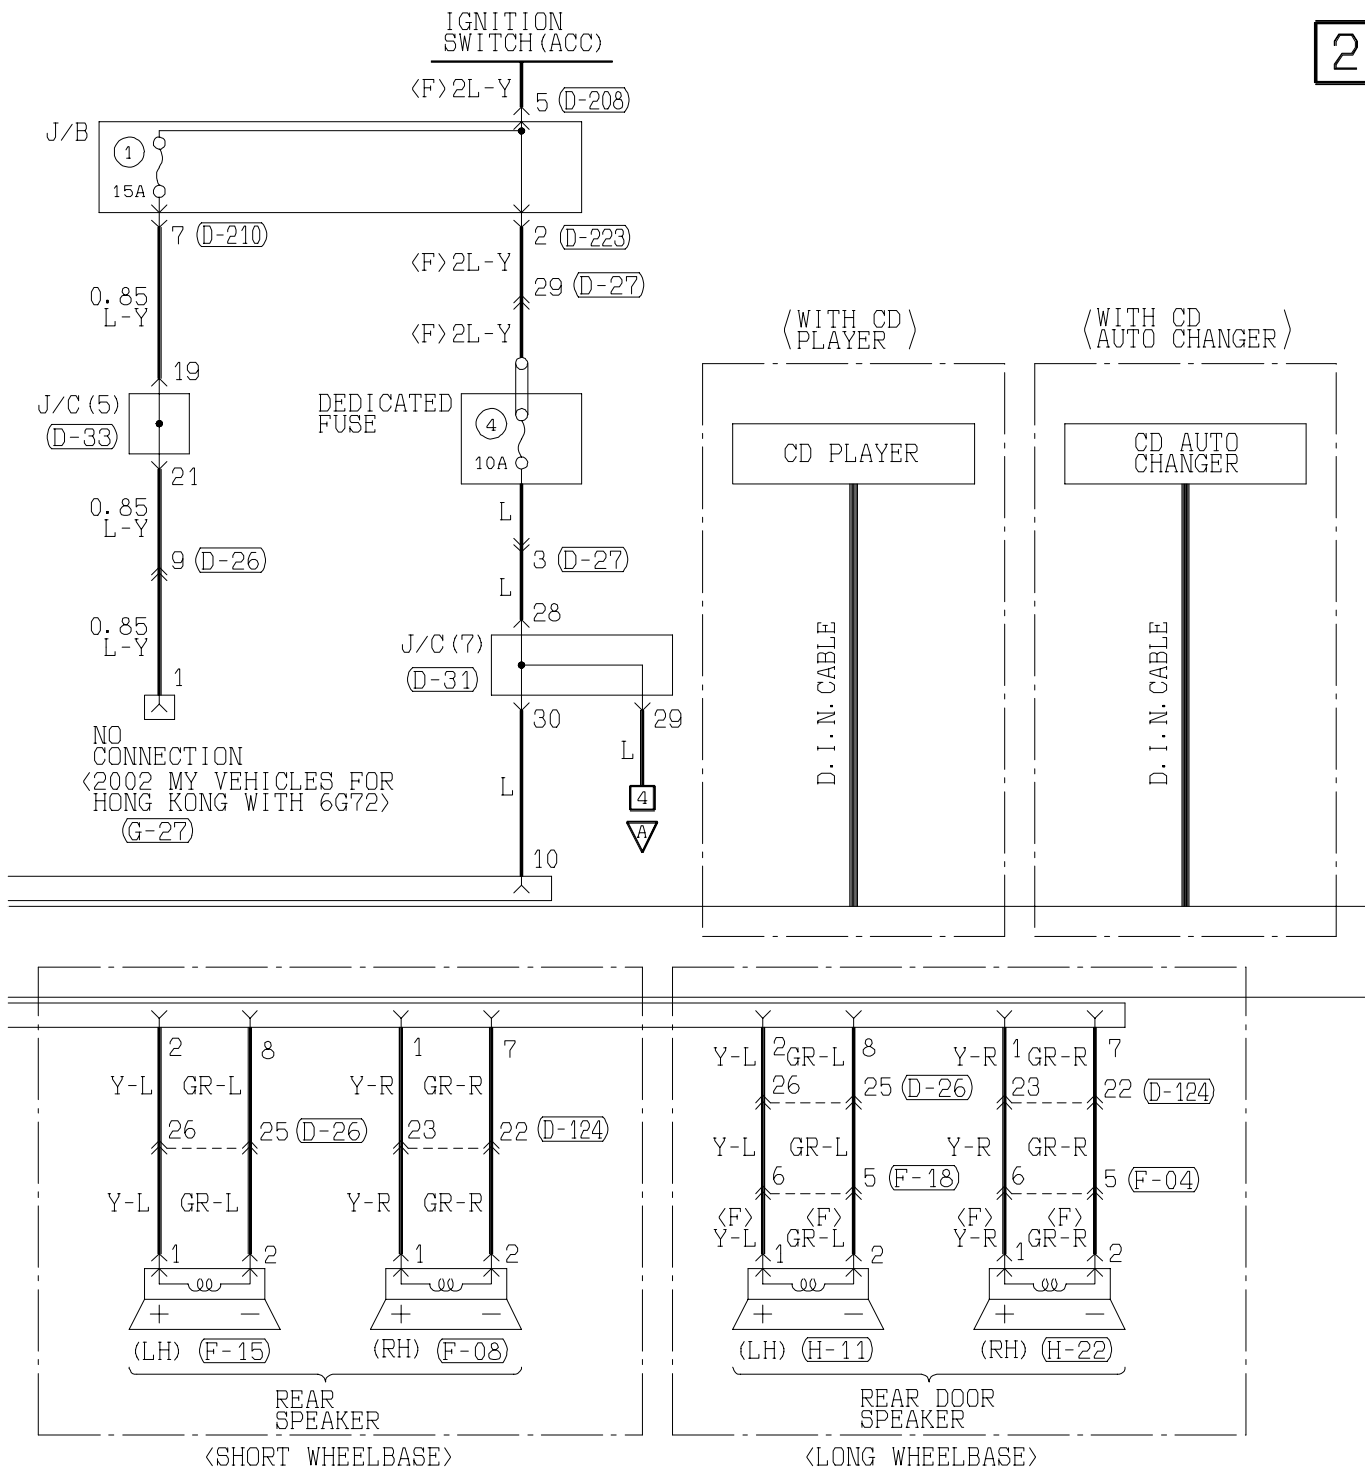 IGNITION
SWITCH(ACC)
2
<F>2L-Y
5 (D-208)
J/B
1
15A
7 (D-210)
2 (D-223)
<F>2L-Y
29 (D-27)
0.85
L-Y
<F>2L-Y
<WITH CD
PLAYER>
<WITH CD
AUTO CHANGER>
19
J/C(5)
(D-33)
DEDICATED
FUSE
4
10A
CD PLAYER
CD AUTO
CHANGER
21
L
0.85
L-Y
9 (D-26)
3 (D-27)
L
28
0.85
L-Y
J/C(7)
(D-31)
1
30
29
D.I.N.CABLE
D.I.N.CABLE
NO
CONNECTION
<2002 MY VEHICLES FOR
HONG KONG WITH 6G72>
(G-27)
L
L
4
A
10
2
8
1
7
2
8
1
7
Y-L
GR-L
Y-R
GR-R
Y-L
GR-L
Y-R
GR-R
26
25 (D-26)
23
22 (D-124)
26
25 (D-26)
23
22 (D-124)
Y-L
GR-L
Y-R
GR-R
Y-L
GR-L
Y-R
GR-R
6
5 (F-18)
6
5 (F-04)
<F>
Y-L
<F>
GR-L
<F>
Y-R
<F>
GR-R
1
2
1
2
1
2
1
2
+ −
+ −
+ −
+ −
(LH) (F-15)
(RH) (F-08)
(LH) (H-11)
(RH) (H-22)
REAR
SPEAKER
REAR DOOR
SPEAKER
<SHORT WHEELBASE>
<LONG WHEELBASE>